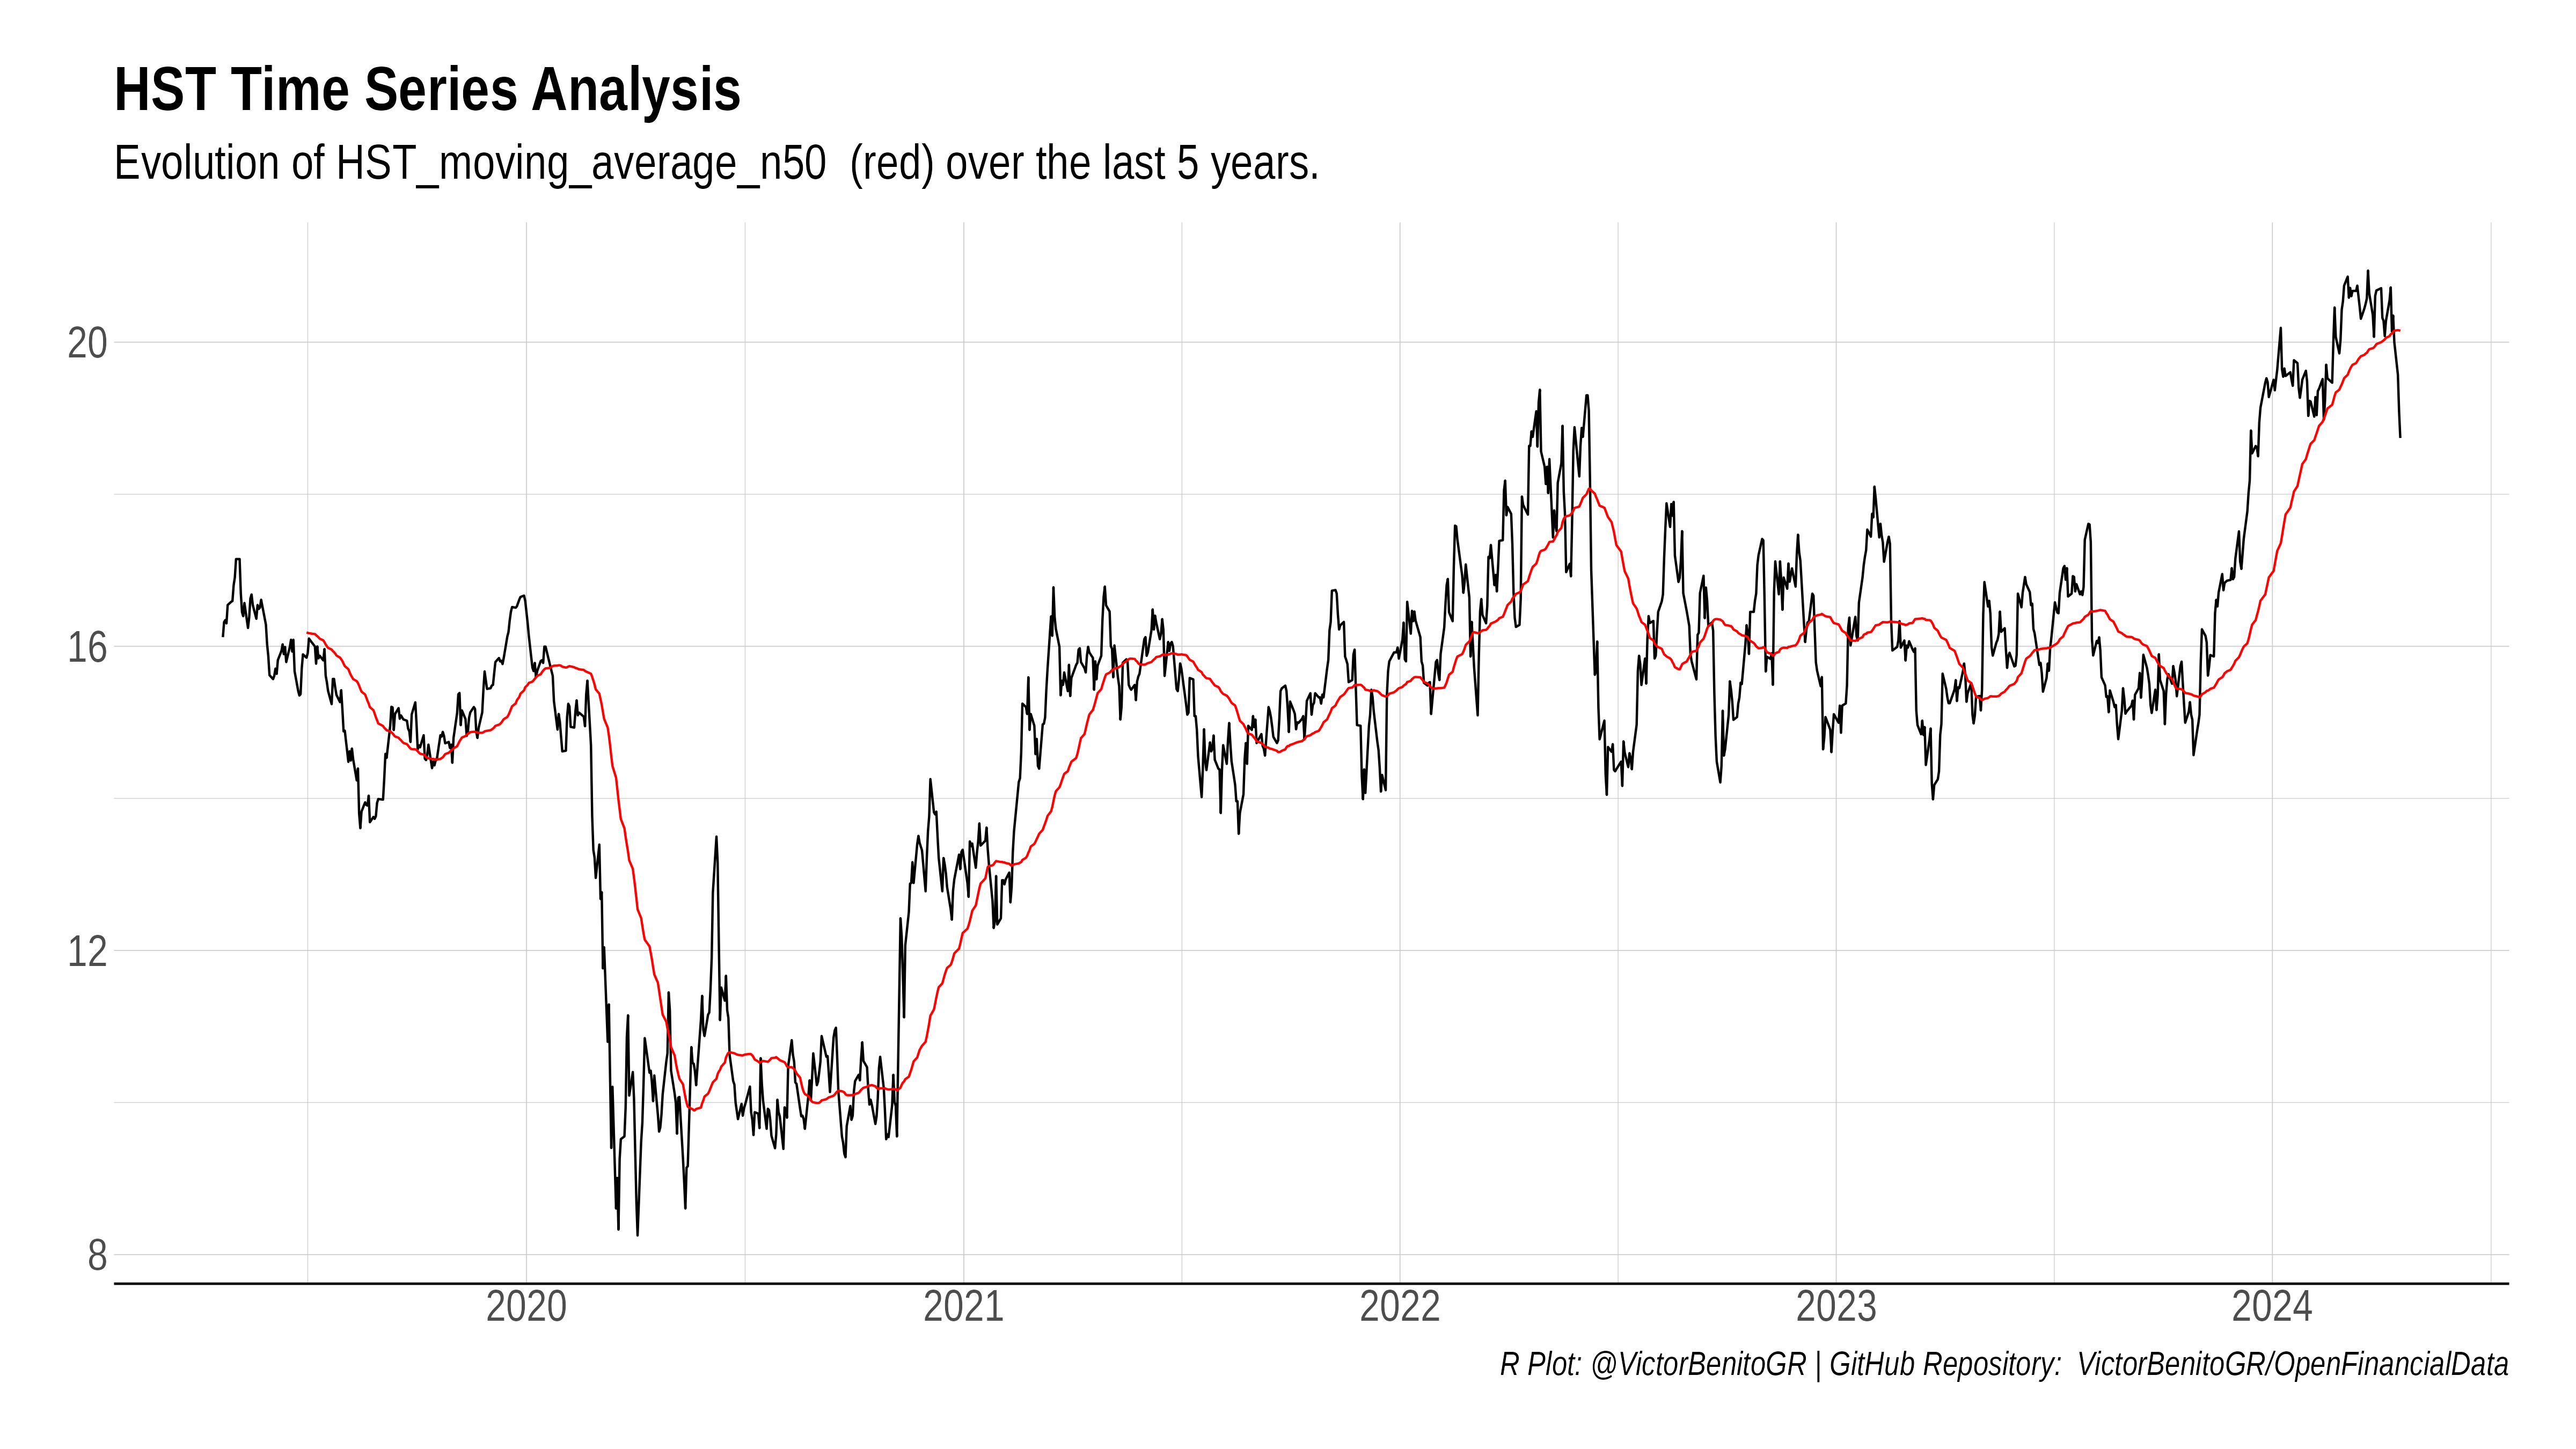 HST Time Series Analysis
Evolution of HST_moving_average_n50  (red) over the last 5 years.
20
16
12
8
2020 2021 2022 2023 2024
R Plot: @VictorBenitoGR | GitHub Repository:  VictorBenitoGR/OpenFinancialData